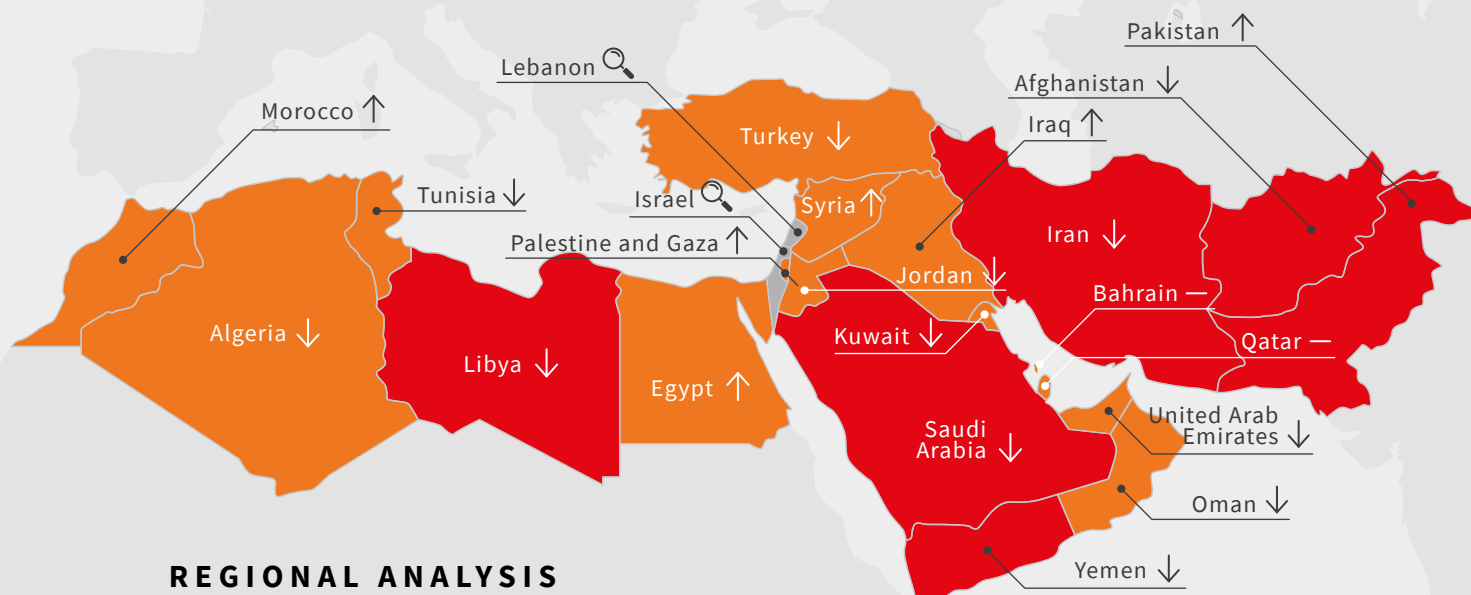 Pakistan
Lebanon
Afghanistan
Morocco
Iraq
Turkey
Tunisia
Israel
Syria
Palestine and Gaza
Iran
Jordan
Bahrain
Algeria
Kuwait
Qatar
Libya
Egypt
United Arab
Emirates
Saudi
Arabia
Oman
Yemen
REGIONAL ANALYSIS